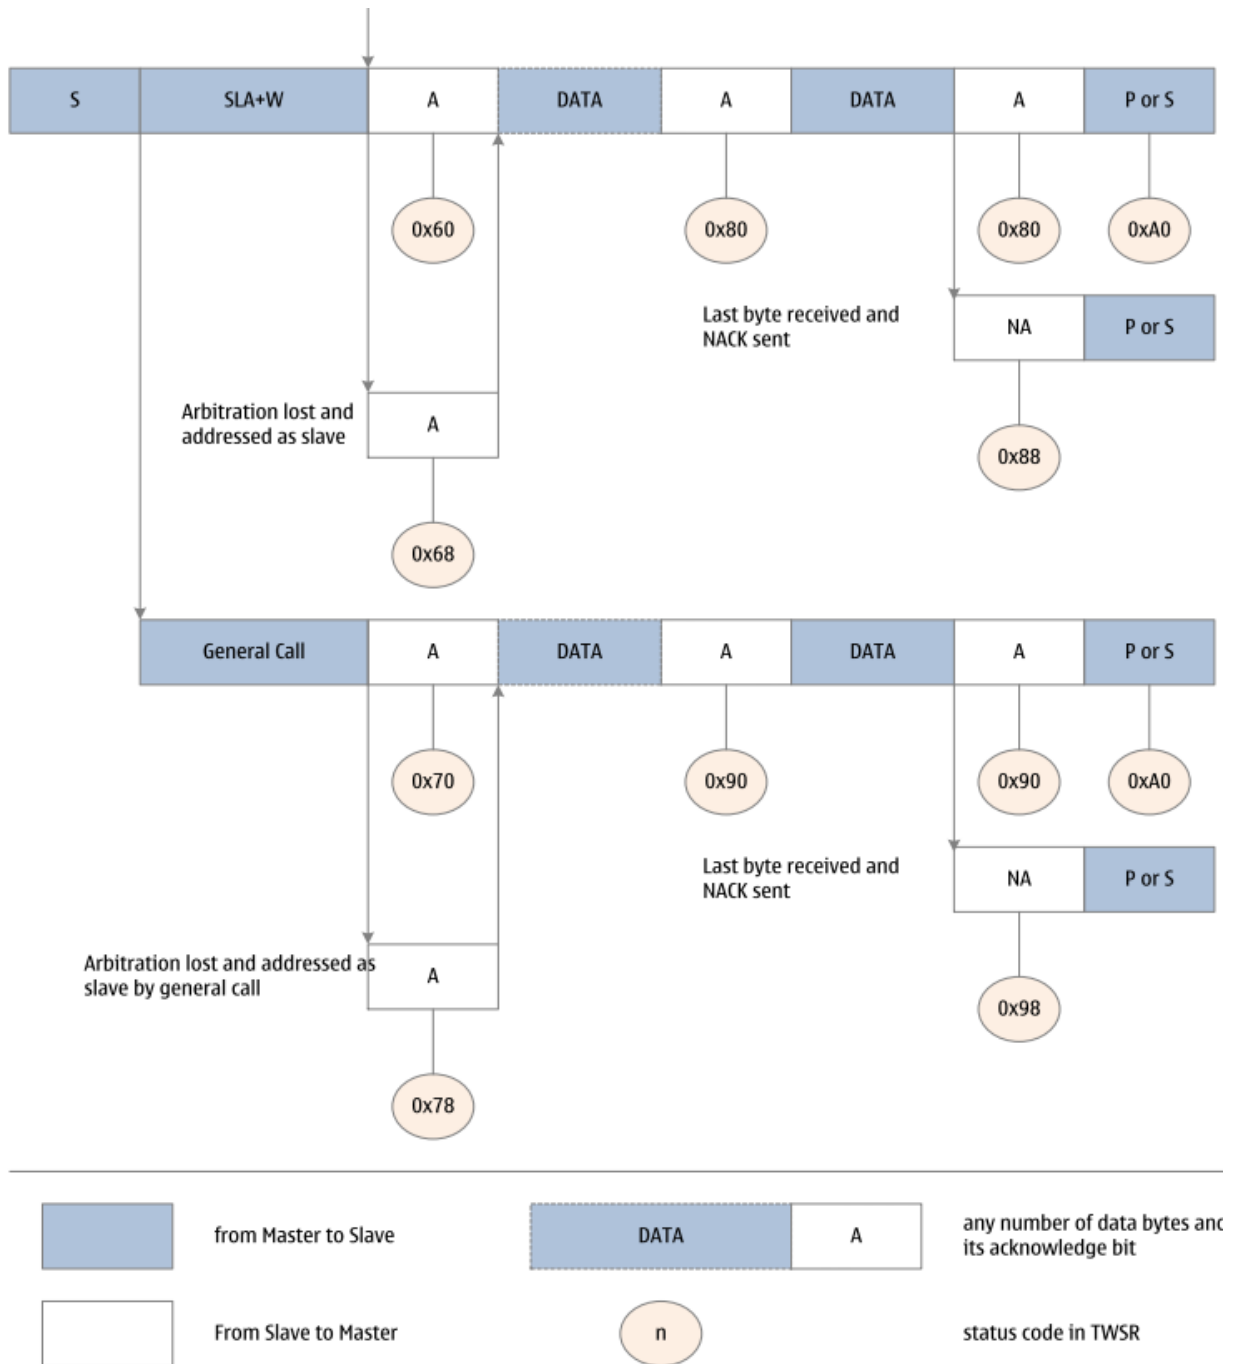 S SLA+W A DATA A DATA A P or S
0x60 0x80 0x80 0xA0
Last byte received and
NACK sent
NA P or S
Arbitration lost and
addressed as slave
A
0x88
0x68
General Call A DATA A DATA A P or S
0x70 0x90 0x90 0xA0
Last byte received and
NACK sent
NA P or S
Arbitration lost and addressed as
slave by general call
A
0x98
0x78
from Master to Slave
DATA A
any number of data bytes and
its acknowledge bit
From Slave to Master
n
status code in TWSR